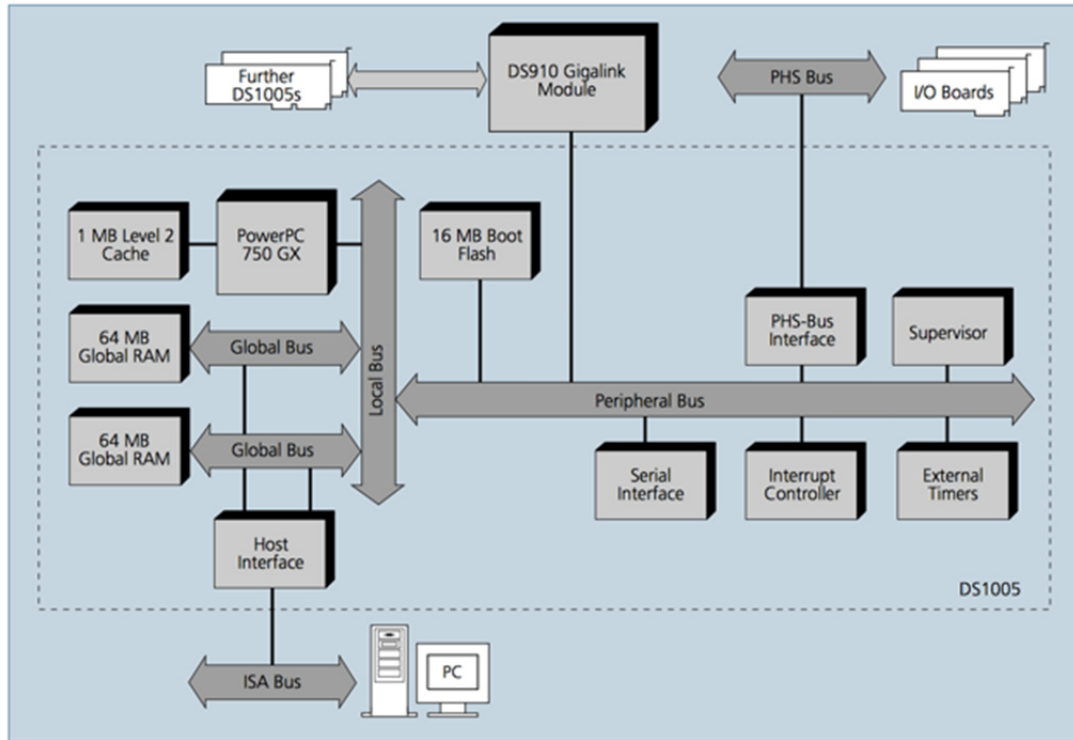 Further
DS1005s
DS910 Gigalink
Module
PHS Bus
I/O Boards
1 MB Level 2
Cache
PowerPC
750 GX
16 MB Boot
Flash
64 MB
Global RAM
Global Bus
Local Bus
PHS-Bus
Interface
Supervisor
Peripheral Bus
64 MB
Global RAM
Global Bus
Serial
Interface
Interrupt
Controller
External
Timers
Host
Interface
DS1005
ISA Bus
PC